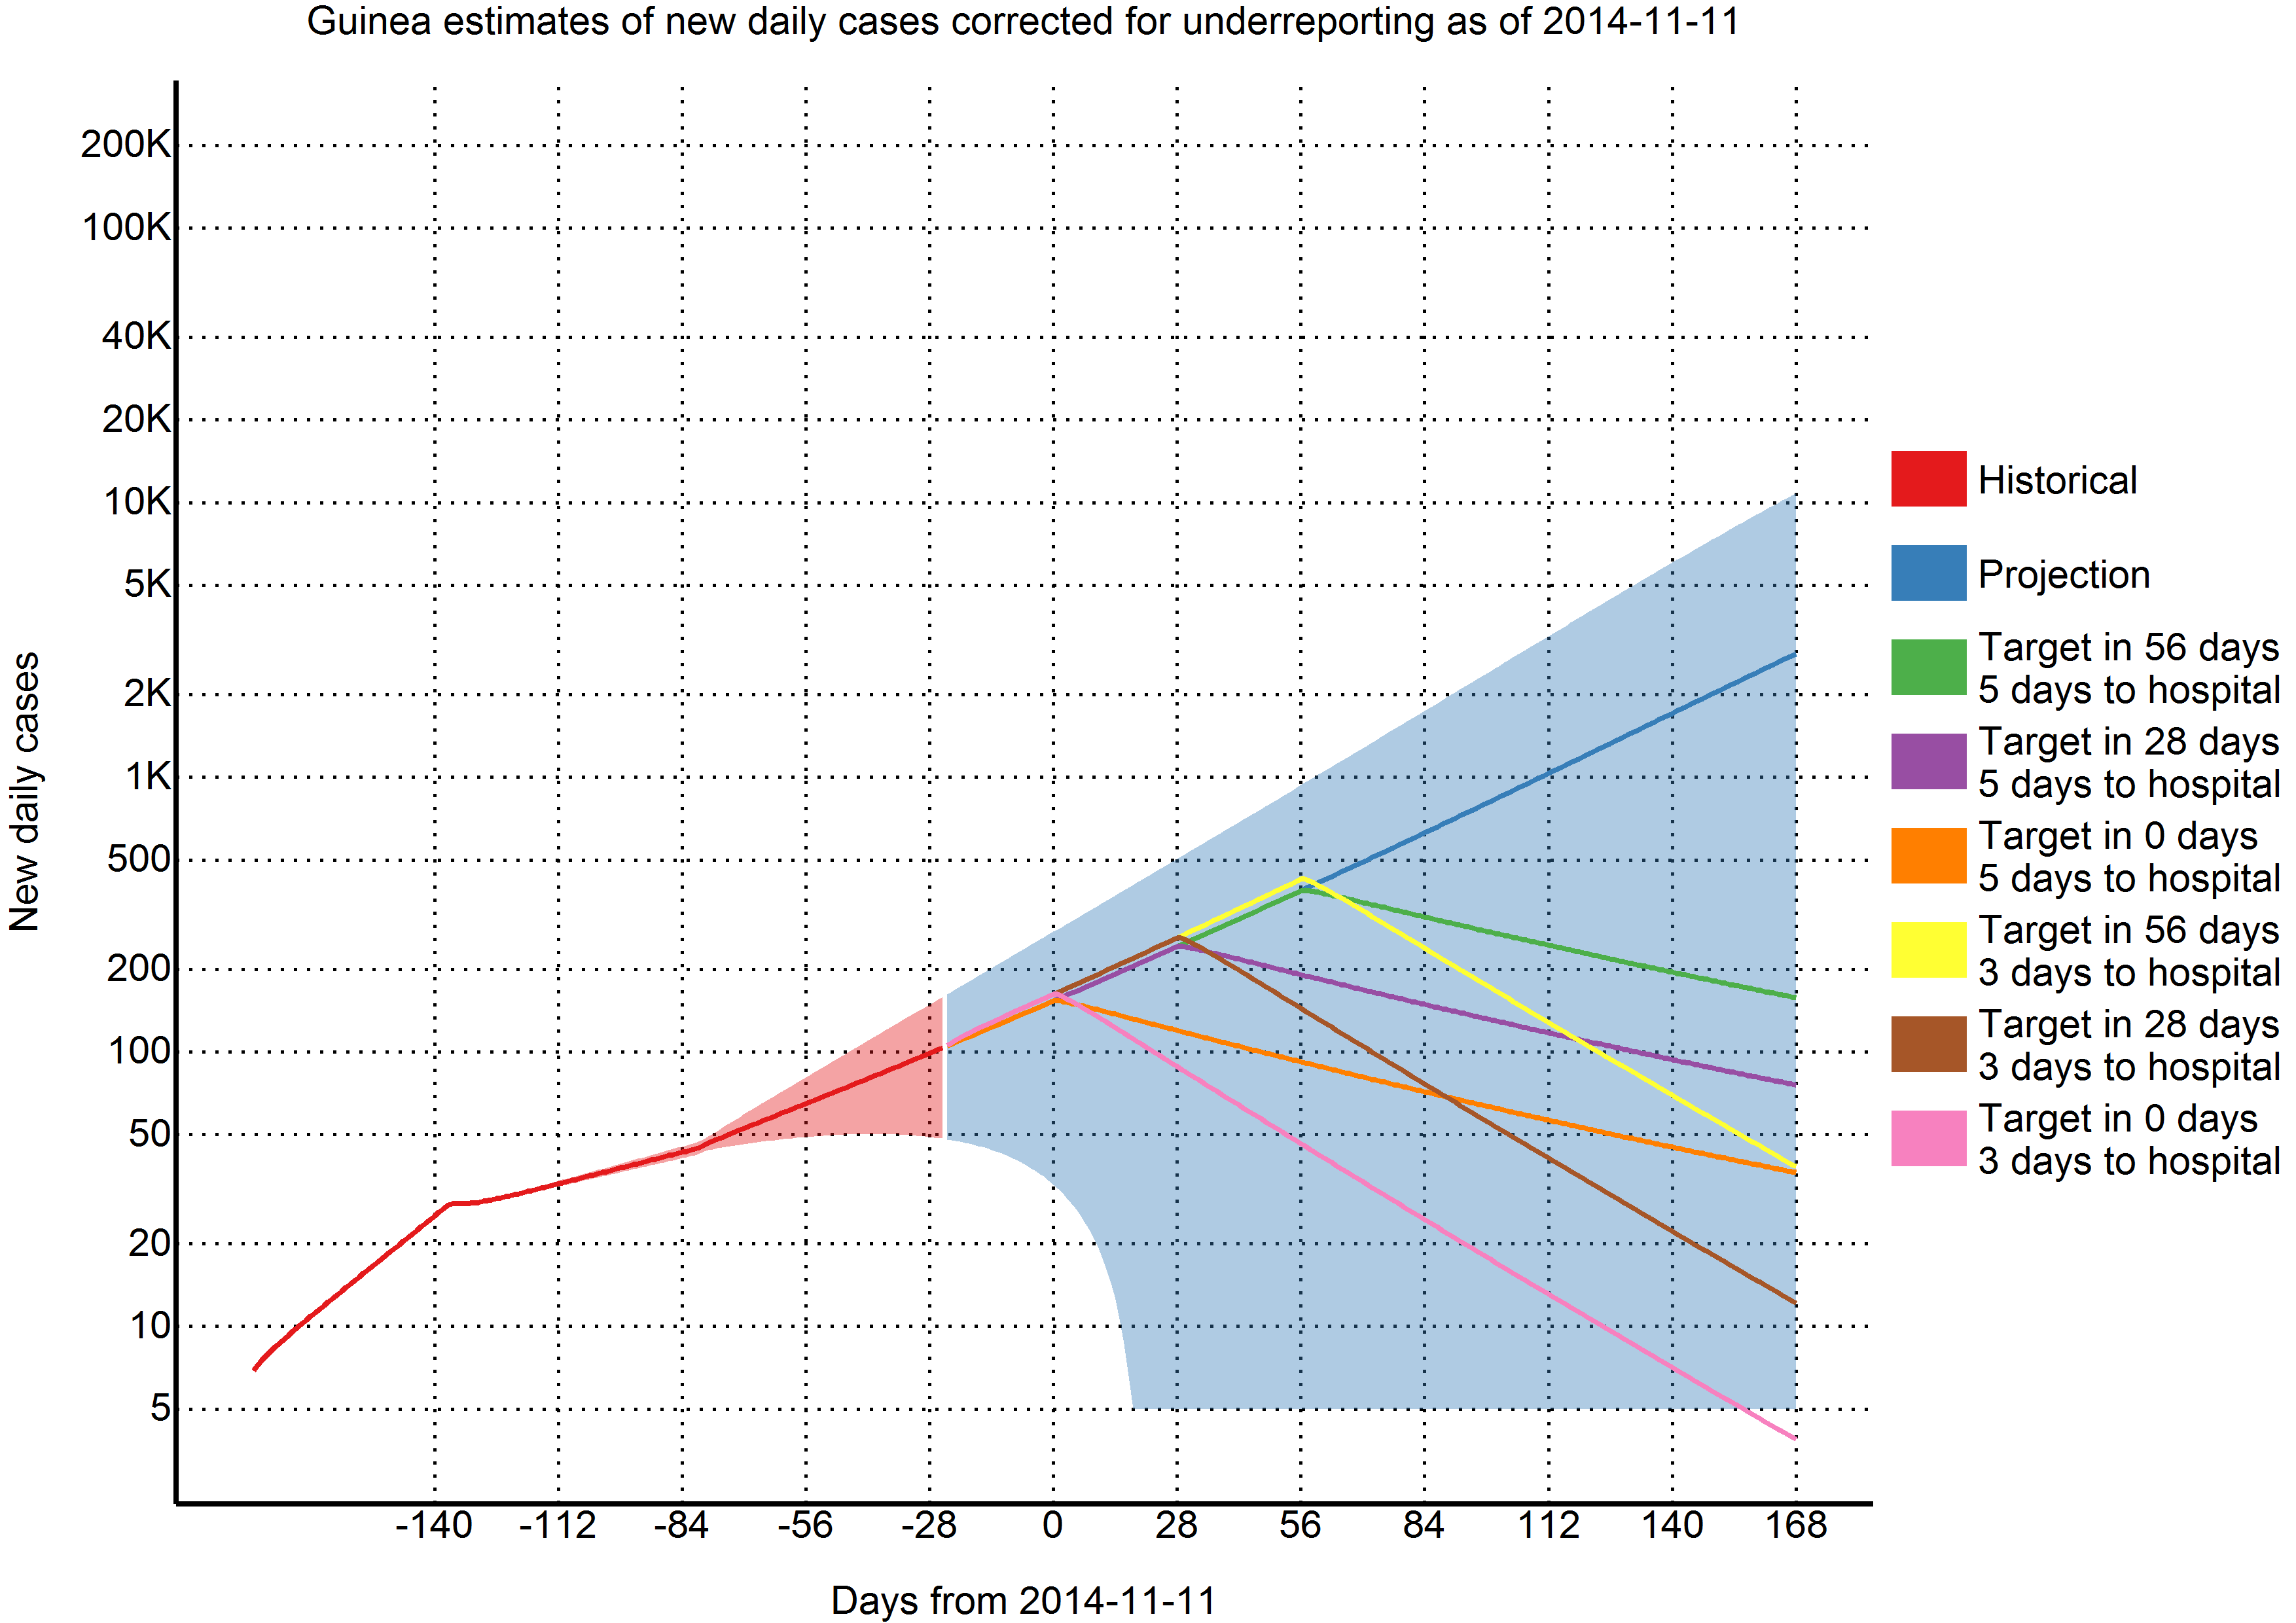 Guinea estimates of new daily cases corrected for underreporting as of 2014-11-11
200K
100K
40K
20K
10K
5K
2K
1K
500
200
100
50
20
10
5
New daily cases
-140 -112 -84 -56 -28 0 28 56 84 112 140 168
Days from 2014-11-11
Historical
Projection
Target in 56 days
5 days to hospital
Target in 28 days
5 days to hospital
Target in 0 days
5 days to hospital
Target in 56 days
3 days to hospital
Target in 28 days
3 days to hospital
Target in 0 days
3 days to hospital